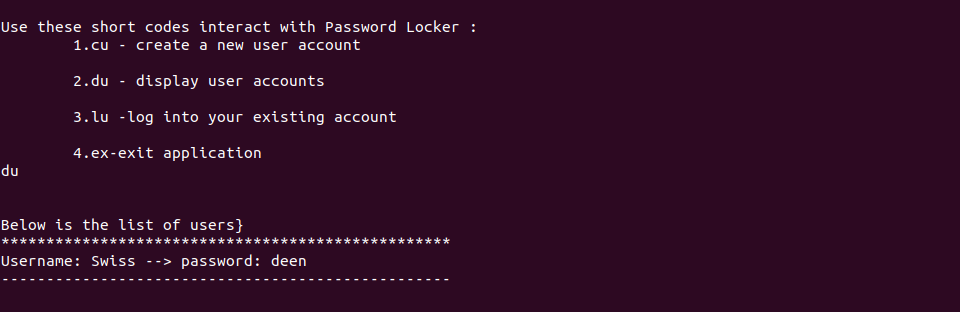 Use these short codes interact with Password Locker :
1.cu - create a new user account
2.du - display user accounts
3.lu -log into your existing account
4.ex-exit application
du
Below is the list of users}
**************************************************
Username: Swiss --> password: deen
--------------------------------------------------